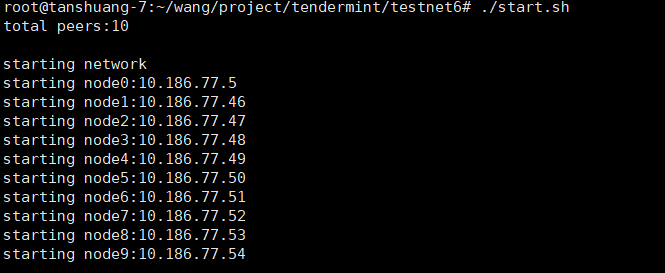 root@tanshuang-7:~/wang/project/tendermint/testnet6# ./start.sh
total peers:10
starting network
starting node0:10.186.77.5
starting node1:10.186.77.46
starting node2:10.186.77.47
starting node3:10.186.77.48
starting node4:10.186.77.49
starting node5:10.186.77.50
starting node6:10.186.77.51
starting node7:10.186.77.52
starting node8:10.186.77.53
starting node9:10.186.77.54